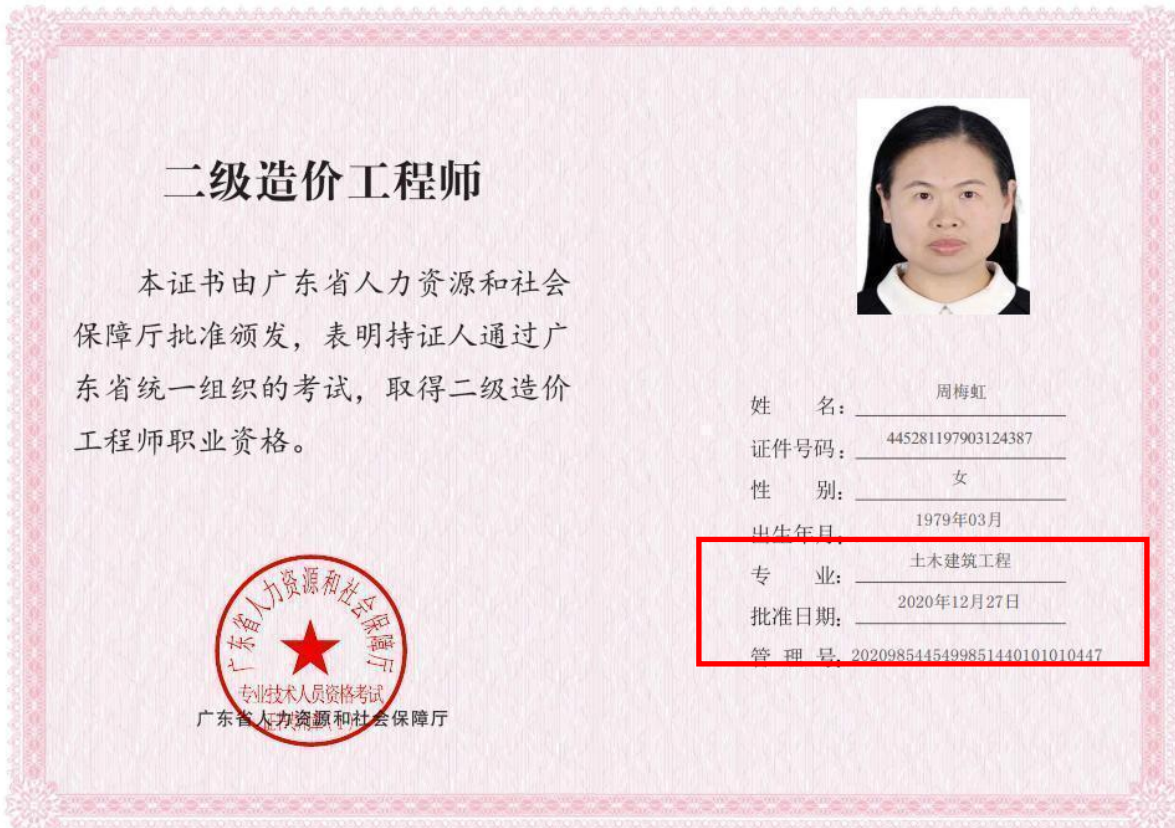 二级造价工程师
本证书由广东省人力资源和社会
保障厅批准颁发，表明持证人通过广
东省统一组织的考试，取得二级造价
工程师职业资格。
广东省人力资源和社会保障厅
专业技术人员资格考试
广东省人力资源和社会保障厅
姓 名：周梅虹
证件号码：445281197903124387
性 别：女
出生年月：1979年03月
专 业：土木建筑工程
批准日期：2020年12月27日
管 理 号：2020985445499851440101010447